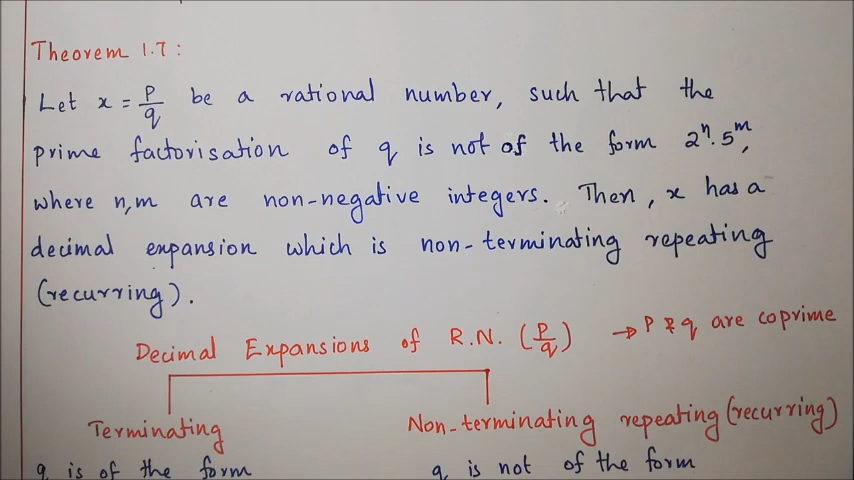 Theorem 1.7:
Let x = p/q be a rational number, such that the
prime factorisation of q is not of the form 2ⁿ.5ᵐ,
where n,m are non-negative integers. Then, x has a
decimal expansion which is non-terminating repeating
(recurring).
Decimal Expansions of R.N. (p/q) → p & q are coprime
Terminating Non-terminating repeating (recurring)
q is of the form q is not of the form